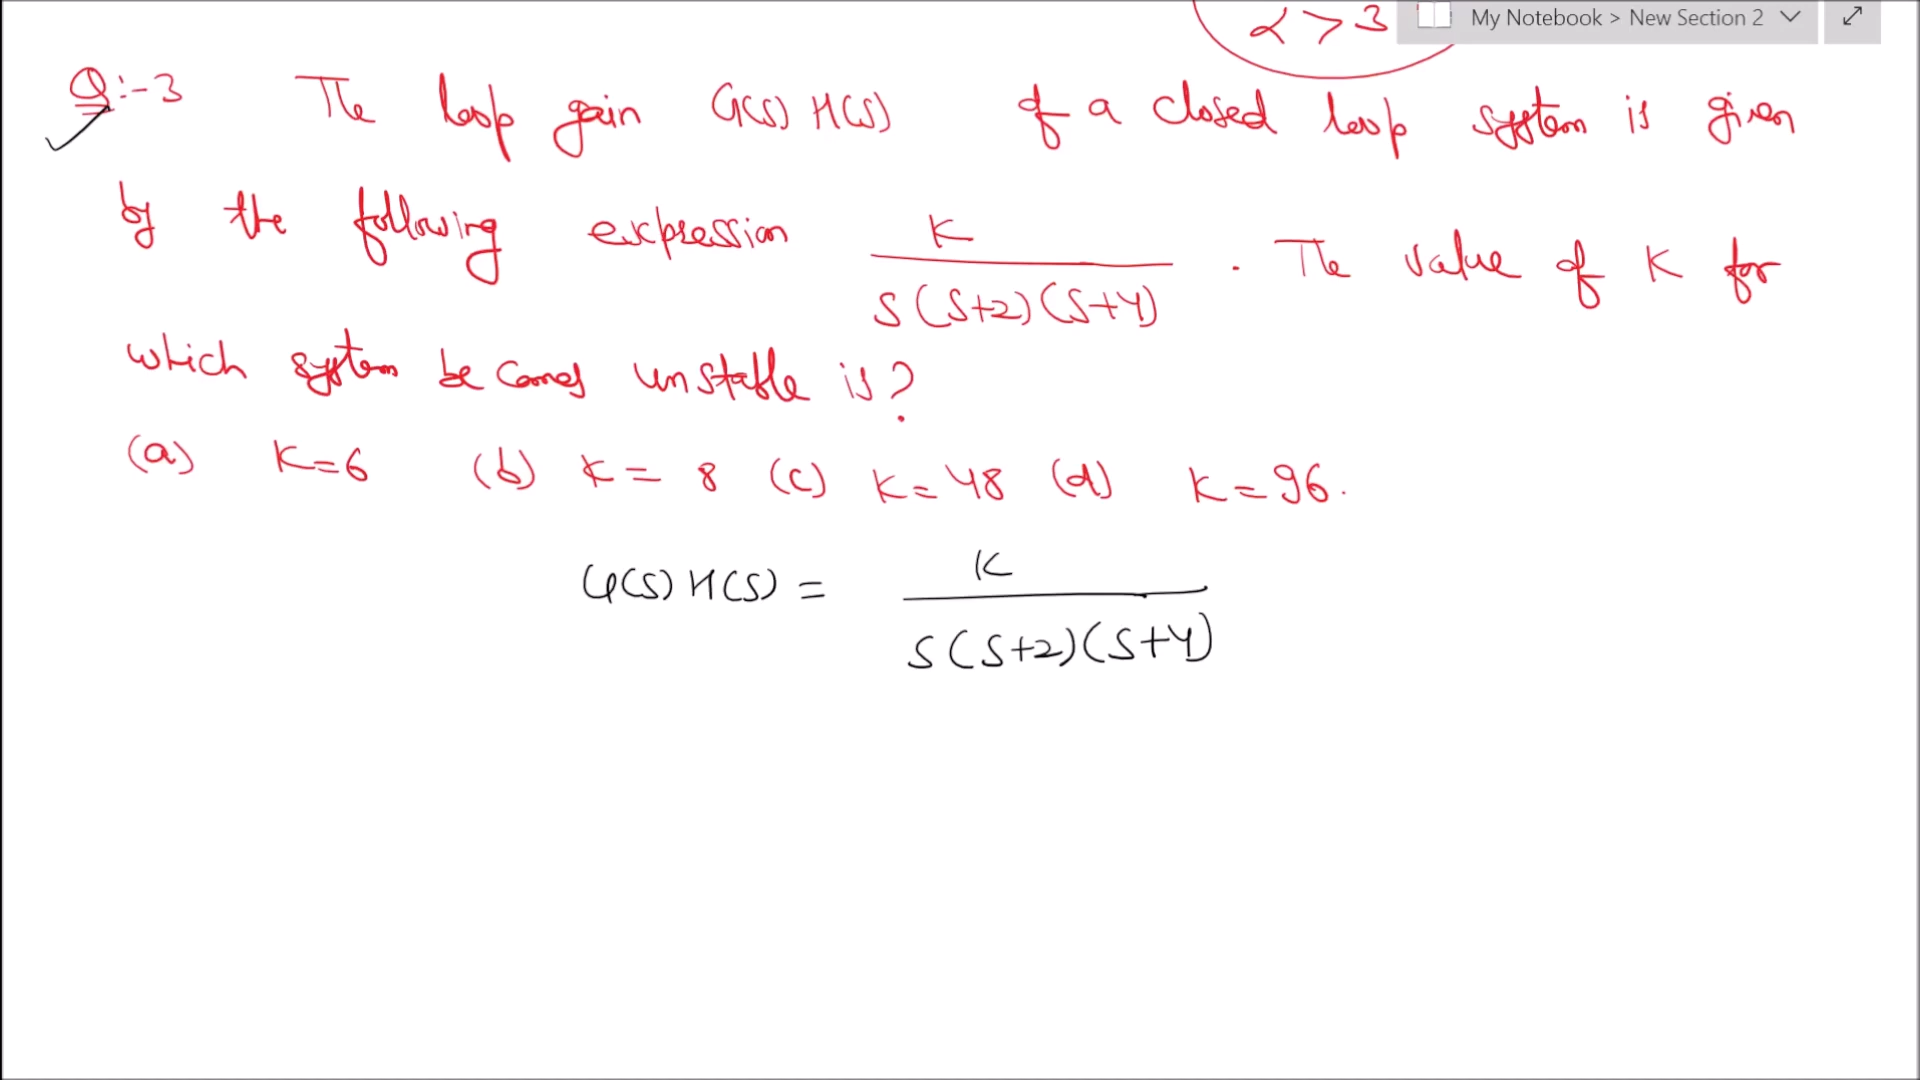 α > 3
My Notebook > New Section 2
Q:-3 The loop gain G(s) H(s) of a closed loop system is given
by the following expression K / S(S+2)(S+4) . The value of K for
which system becomes unstable is?
(a) K=6 (b) K= 8 (c) K=48 (d) K=96.
G(S) H(S) = K / S(S+2)(S+4)